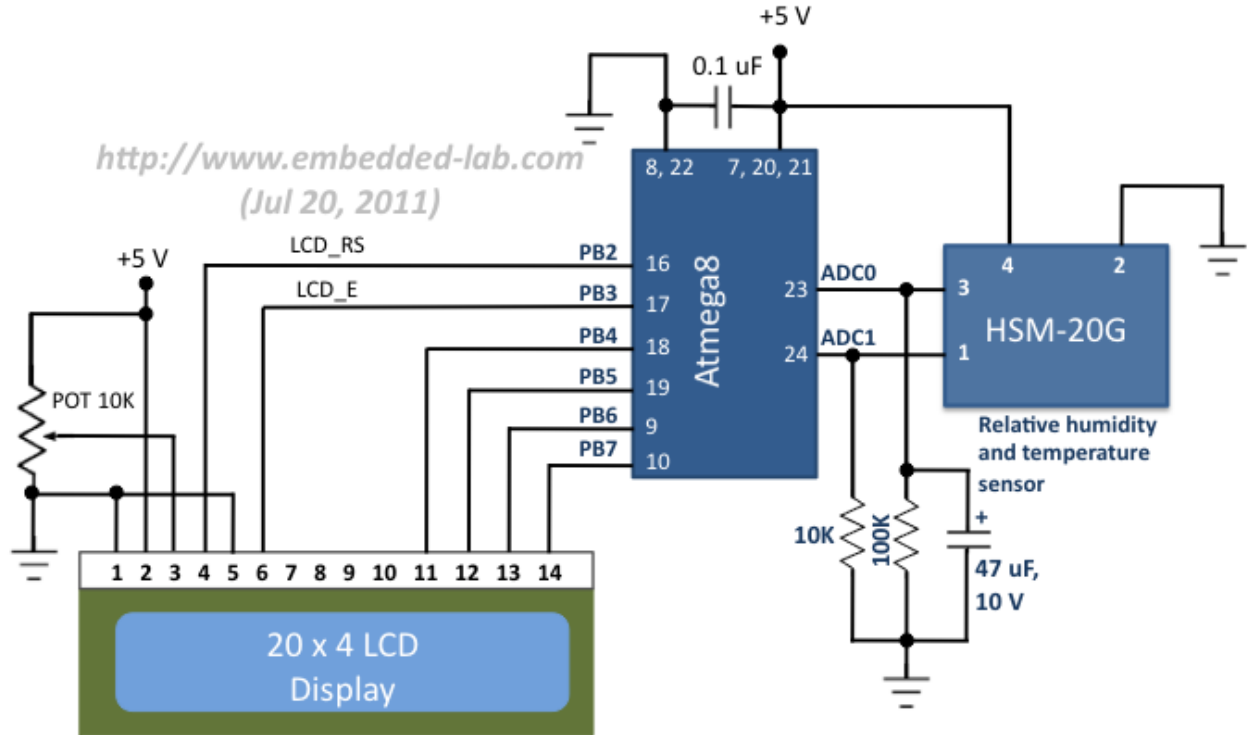 +5 V
0.1 uF
http://www.embedded-lab.com
(Jul 20, 2011)
8, 22
7, 20, 21
+5 V
LCD_RS
PB2
16
LCD_E
PB3
17
PB4
18
PB5
19
PB6
9
PB7
10
Atmega8
23
ADC0
24
ADC1
4
2
3
1
HSM-20G
Relative humidity
and temperature
sensor
POT 10K
10K
100K
+
47 uF,
10 V
1 2 3 4 5 6 7 8 9 10 11 12 13 14
20 x 4 LCD
Display